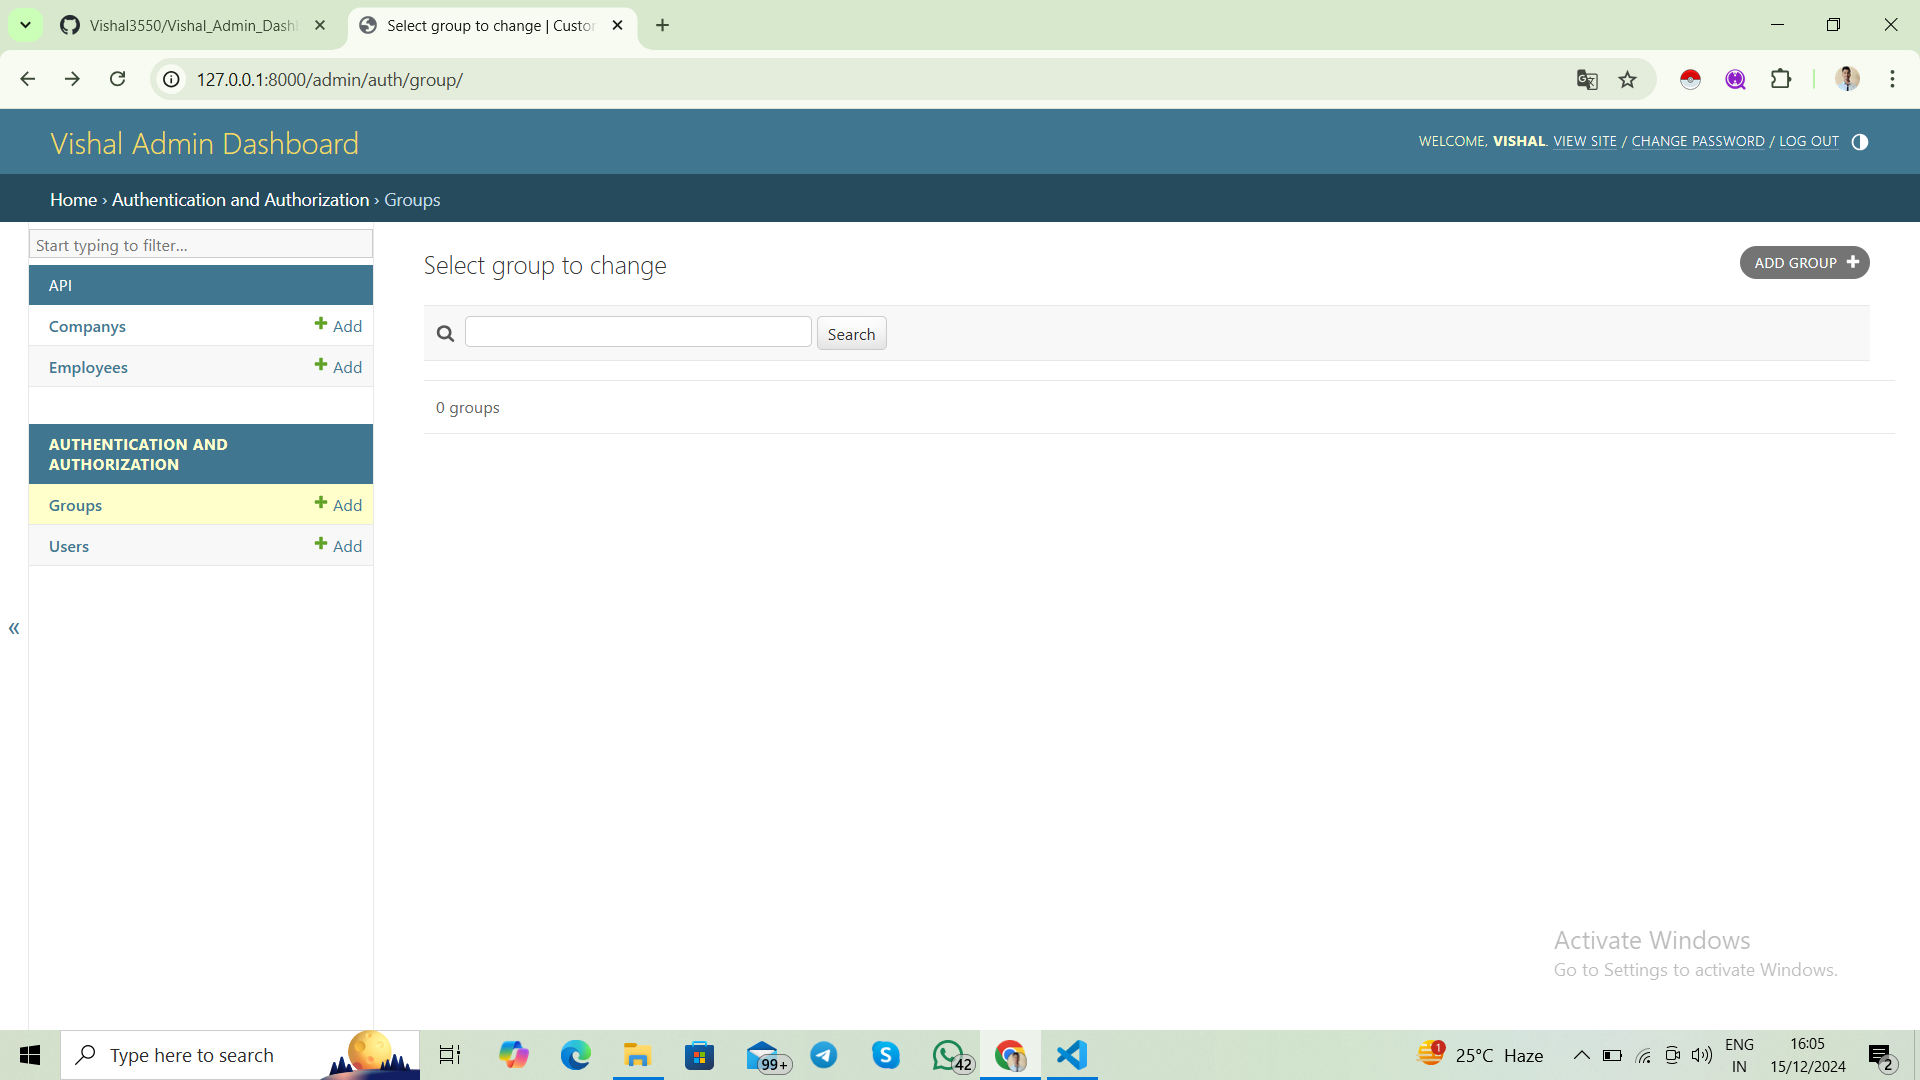 Vishal3550/Vishal_Admin_Dash
Select group to change | Custo
127.0.0.1:8000/admin/auth/group/
Vishal Admin Dashboard
WELCOME, VISHAL. VIEW SITE / CHANGE PASSWORD / LOG OUT
Home › Authentication and Authorization › Groups
Start typing to filter...
API
Companys Add
Employees Add
AUTHENTICATION AND
AUTHORIZATION
Groups Add
Users Add
«
Select group to change
ADD GROUP
Search
0 groups
Activate Windows
Go to Settings to activate Windows.
Type here to search
99+
42
1
25°C Haze
ENG
IN
16:05
15/12/2024
2